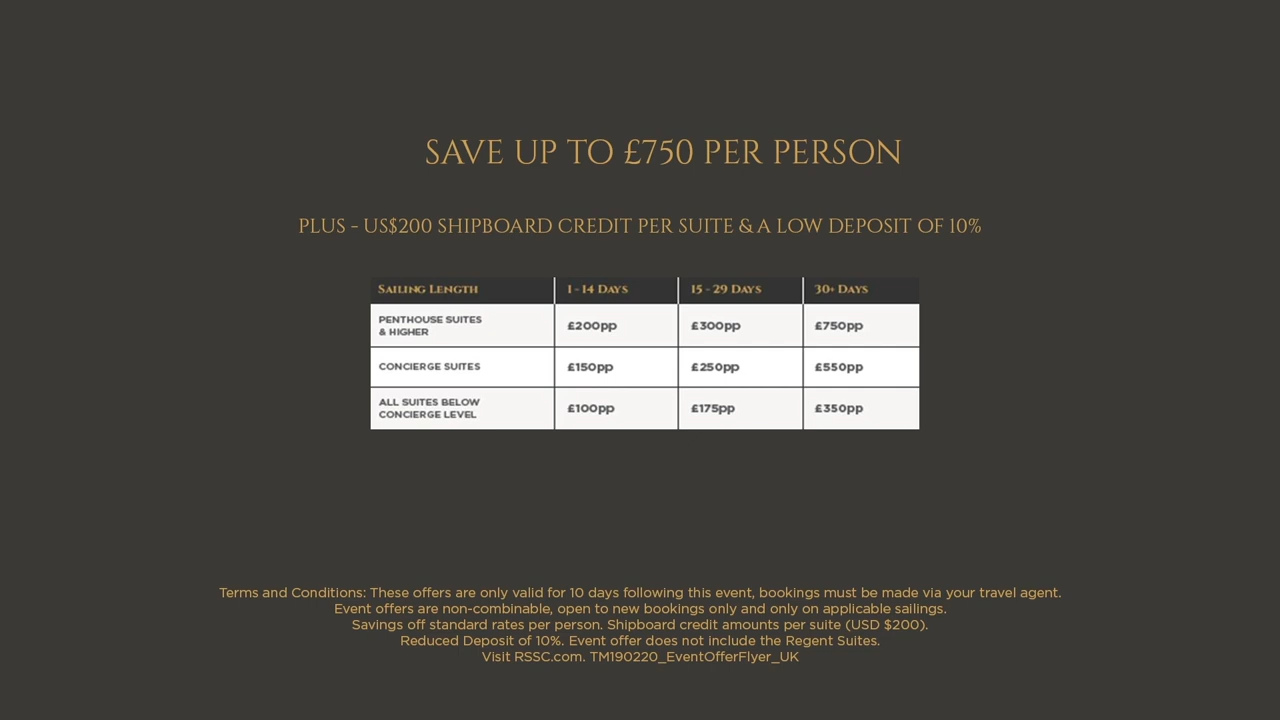 SAVE UP TO £750 PER PERSON
PLUS - US$200 SHIPBOARD CREDIT PER SUITE & A LOW DEPOSIT OF 10%
SAILING LENGTH 1 - 14 DAYS 15 - 29 DAYS 30+ DAYS
PENTHOUSE SUITES
& HIGHER £200pp £300pp £750pp
CONCIERGE SUITES £150pp £250pp £550pp
ALL SUITES BELOW
CONCIERGE LEVEL £100pp £175pp £350pp
Terms and Conditions: These offers are only valid for 10 days following this event, bookings must be made via your travel agent.
Event offers are non-combinable, open to new bookings only and only on applicable sailings.
Savings off standard rates per person. Shipboard credit amounts per suite (USD $200).
Reduced Deposit of 10%. Event offer does not include the Regent Suites.
Visit RSSC.com. TM190220_EventOfferFlyer_UK